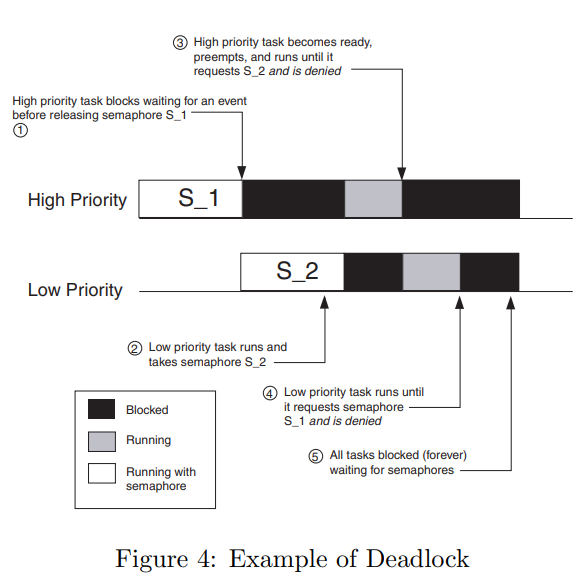 ③ High priority task becomes ready,
preempts, and runs until it
requests S_2 and is denied
High priority task blocks waiting for an event
before releasing semaphore S_1
①
High Priority
S_1
S_2
Low Priority
② Low priority task runs and
takes semaphore S_2
④ Low priority task runs until
it requests semaphore
S_1 and is denied
Blocked
Running
Running with
semaphore
⑤ All tasks blocked (forever)
waiting for semaphores
Figure 4: Example of Deadlock